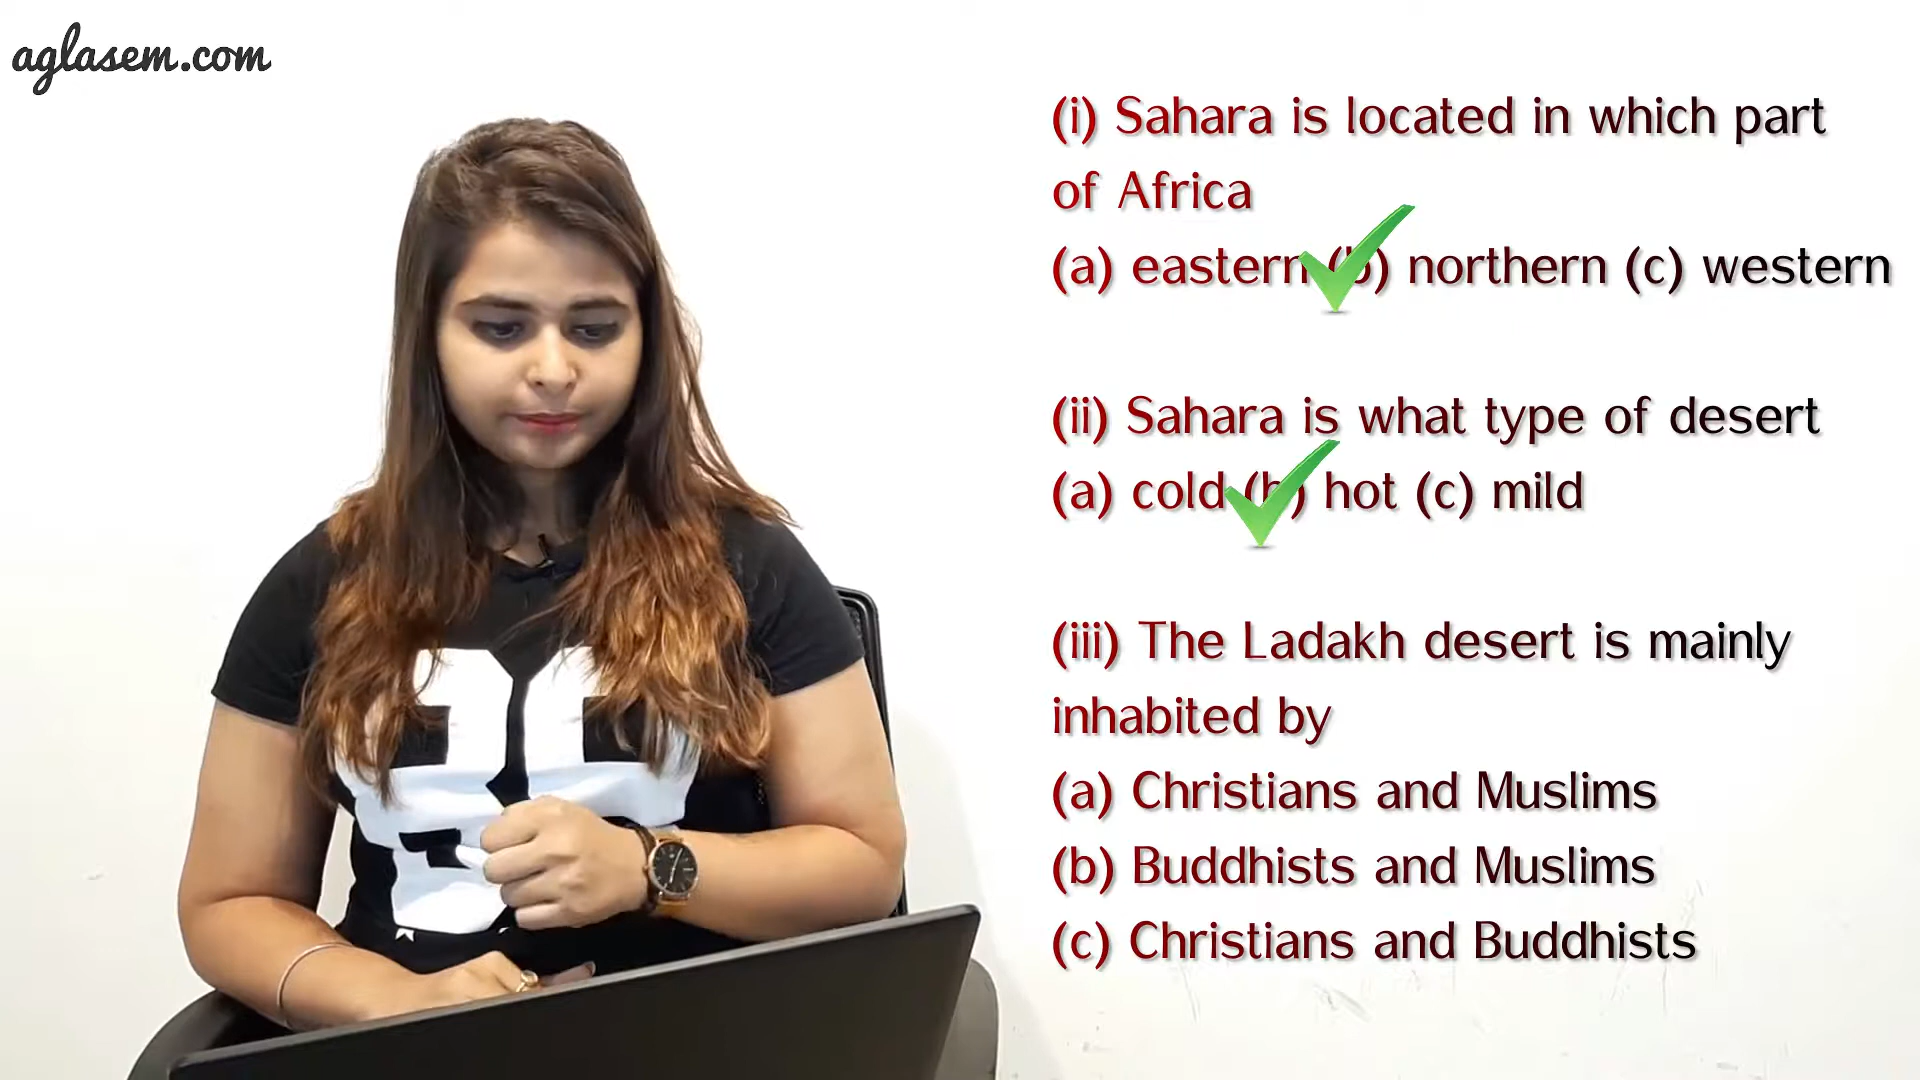 aglasem.com
(i) Sahara is located in which part
of Africa
(a) eastern (b) northern (c) western
(ii) Sahara is what type of desert
(a) cold (b) hot (c) mild
(iii) The Ladakh desert is mainly
inhabited by
(a) Christians and Muslims
(b) Buddhists and Muslims
(c) Christians and Buddhists